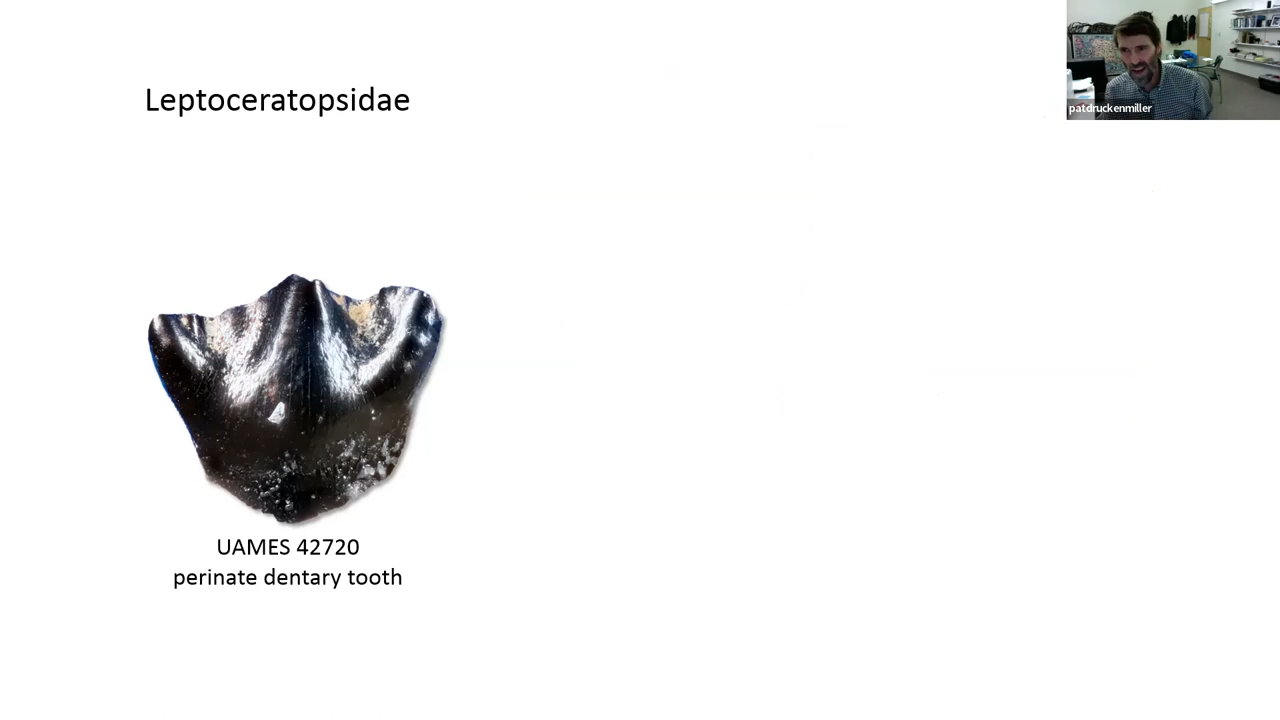 Leptoceratopsidae
patdruckenmiller
UAMES 42720
perinate dentary tooth